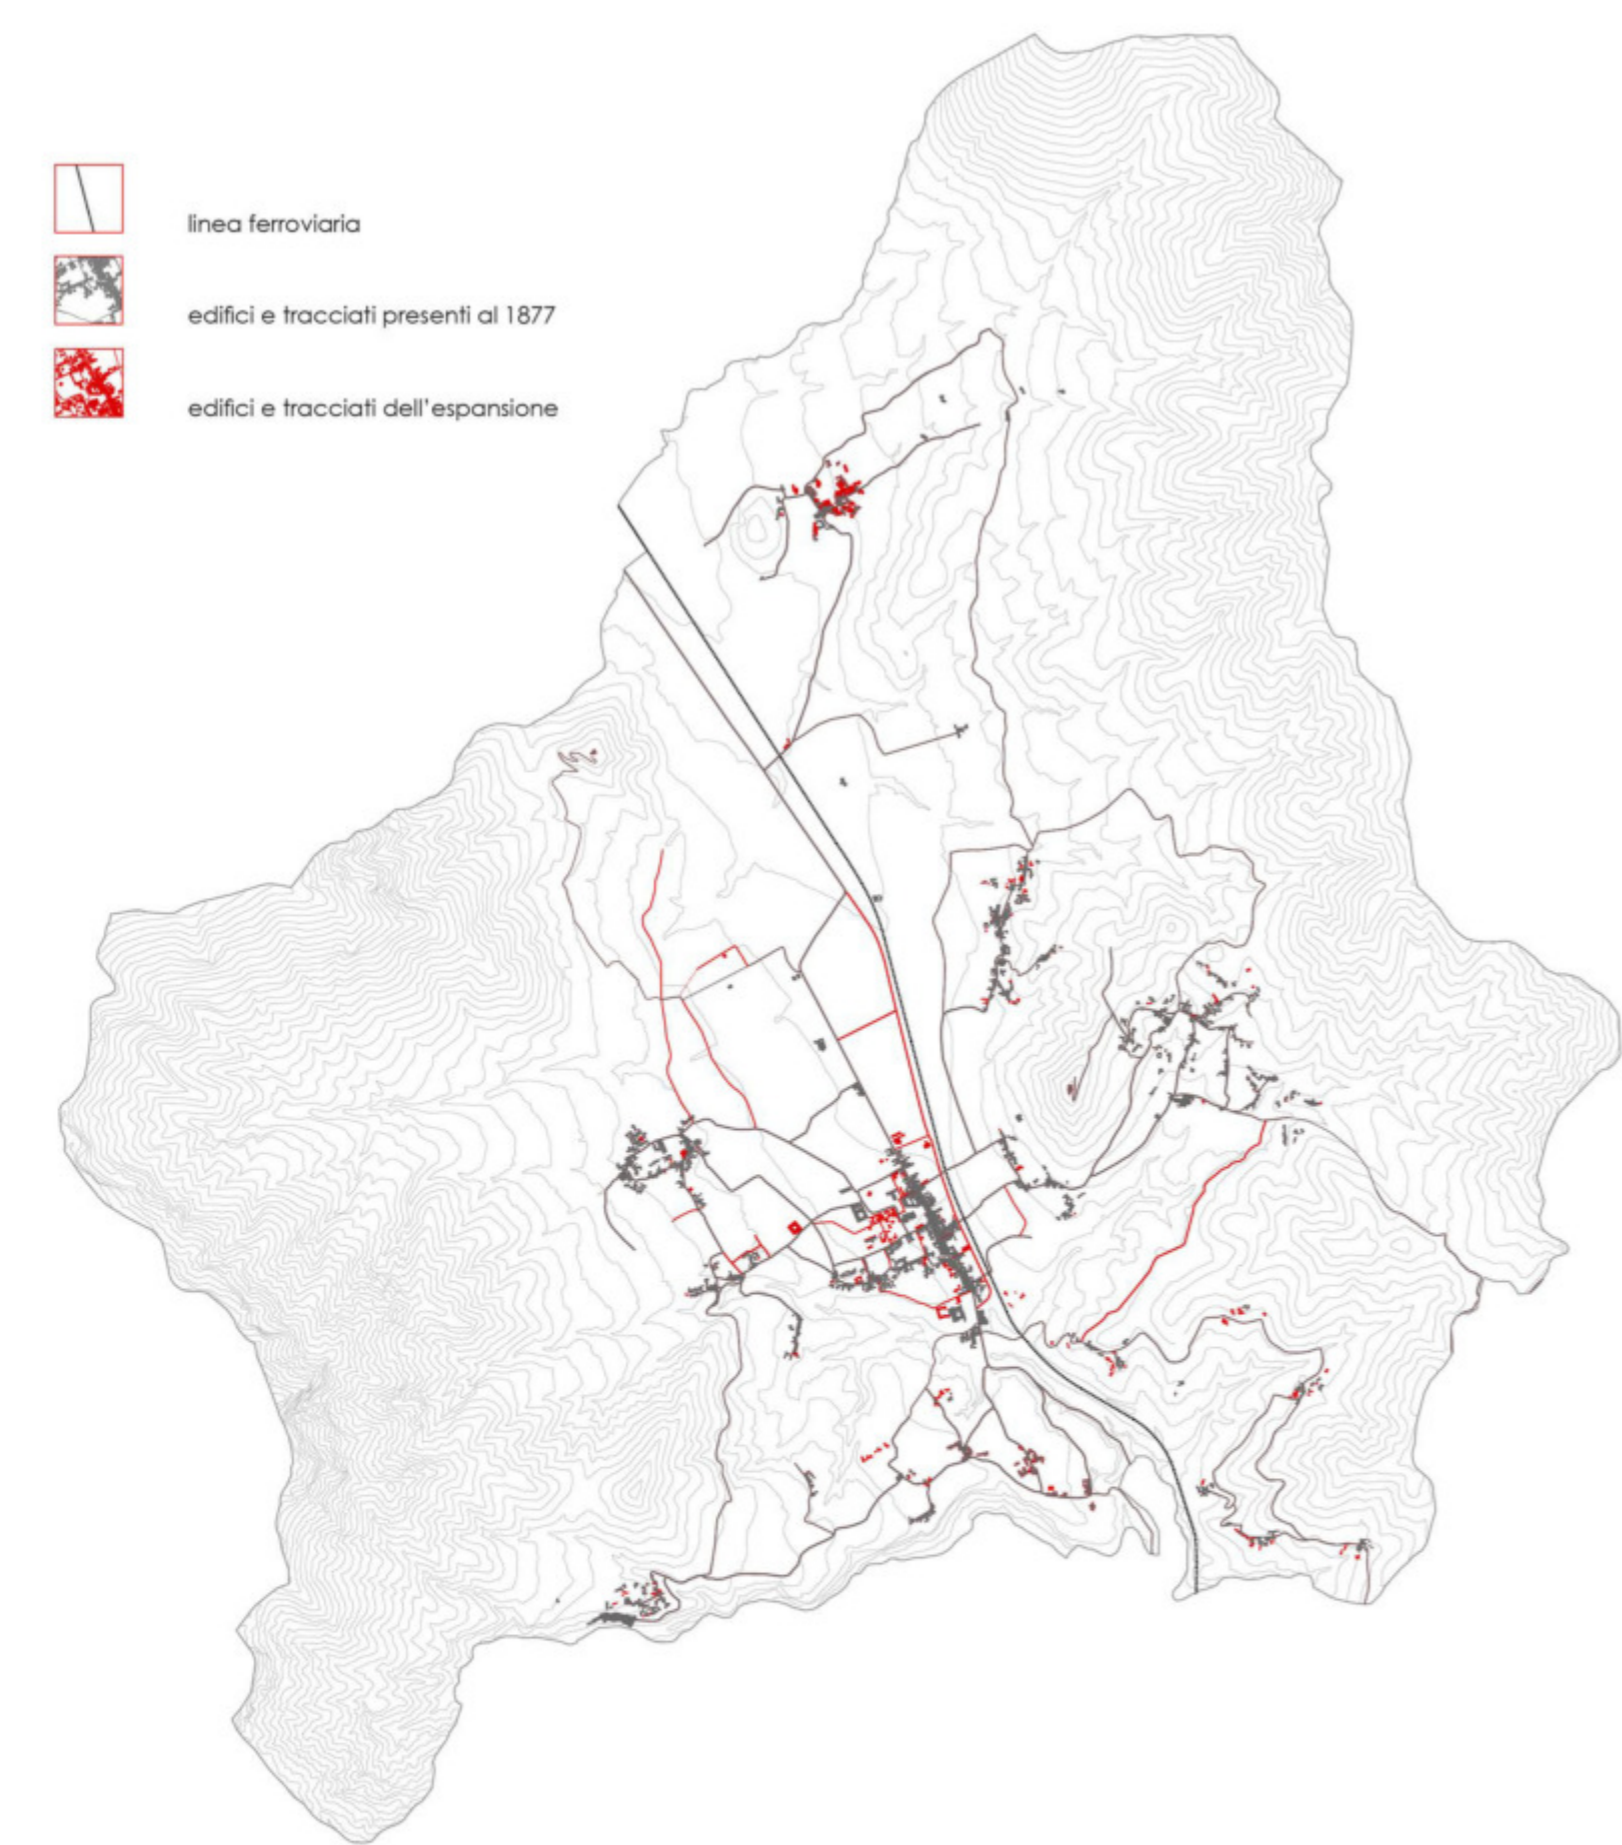 linea ferroviaria
edifici e tracciati presenti al 1877
edifici e tracciati dell'espansione